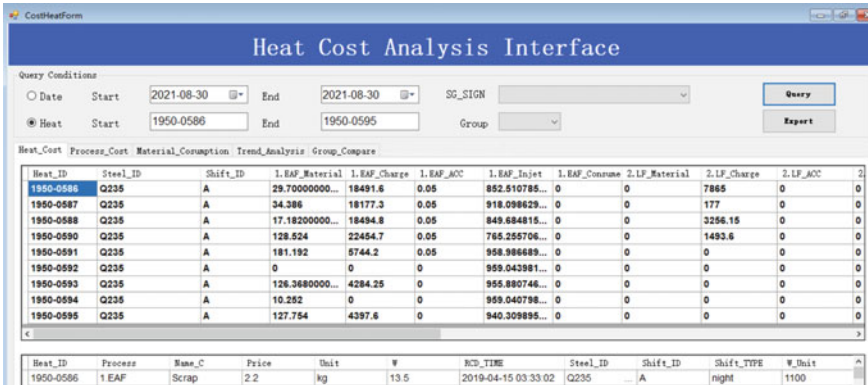 CostHeatForm
Heat Cost Analysis Interface
Query Conditions
Date Start 2021-08-30 End 2021-08-30 SG_SIGN Query
Heat Start 1950-0586 End 1950-0595 Group Export
Heat_Cost Process_Cost Material_Cosumption Trend_Analysis Group_Compare
Heat_ID Steel_ID Shift_ID 1.EAF_Material 1.EAF_Charge 1.EAF_ACC 1.EAF_Injet 1.EAF_Consume 2.LF_Material 2.LF_Charge 2.LF_ACC 2
1950-0586 Q235 A 29.70000000... 18491.6 0.05 852.510785... 0 0 7865 0 0
1950-0587 Q235 A 34.386 18177.3 0.05 918.098629... 0 0 177 0 0
1950-0588 Q235 A 17.18200000... 18494.8 0.05 849.684815... 0 0 3256.15 0 0
1950-0590 Q235 A 128.524 22454.7 0.05 765.255706... 0 0 1493.6 0 0
1950-0591 Q235 A 181.192 5744.2 0.05 958.986689... 0 0 0 0 0
1950-0592 Q235 A 0 0 0 959.043981... 0 0 0 0 0
1950-0593 Q235 A 126.3680000... 4284.25 0 955.880746... 0 0 0 0 0
1950-0594 Q235 A 10.252 0 0 959.040798... 0 0 0 0 0
1950-0595 Q235 A 127.754 4397.6 0 940.309895... 0 0 0 0 0
Heat_ID Process Name_C Price Unit W RCD_TIME Steel_ID Shift_ID Shift_TYPE W_Unit
1950-0586 1.EAF Scrap 2.2 kg 13.5 2019-04-15 03:33:02 Q235 ... A night 1100